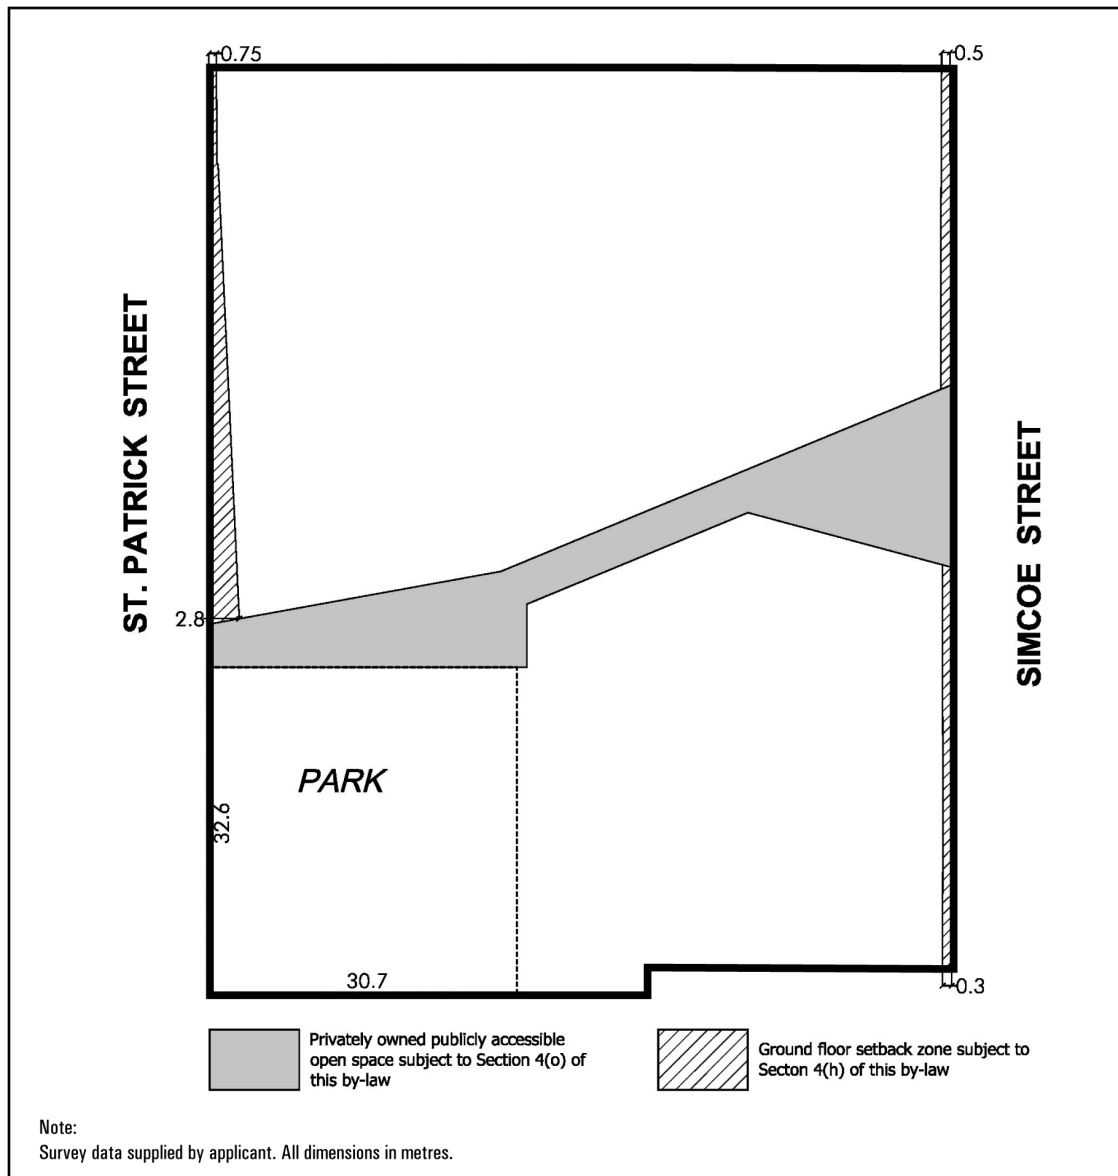 0.75
0.5
ST. PATRICK STREET
SIMCOE STREET
2.8
PARK
32.6
30.7
0.3
Privately owned publicly accessible
open space subject to Section 4(o) of
this by-law
Ground floor setback zone subject to
Secton 4(h) of this by-law
Note:
Survey data supplied by applicant. All dimensions in metres.